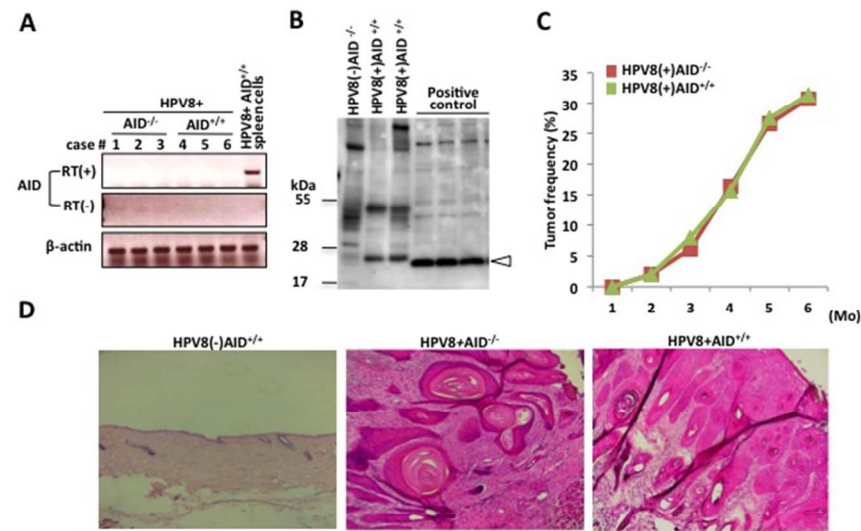 A
HPV8+
AID-/-
AID+/+
HPV8+ AID+/+
spleen cells
case #
1
2
3
4
5
6
AID
RT(+)
RT(-)
β-actin
B
HPV8(-)AID-/-
HPV8(+)AID+/+
HPV8(+)AID+/+
Positive
control
kDa
55
28
17
C
HPV8(+)AID-/-
HPV8(+)AID+/+
Tumor frequency (%)
35
30
25
20
15
10
5
0
1
2
3
4
5
6
(Mo)
D
HPV8(-)AID+/+
HPV8+AID-/-
HPV8+AID+/+